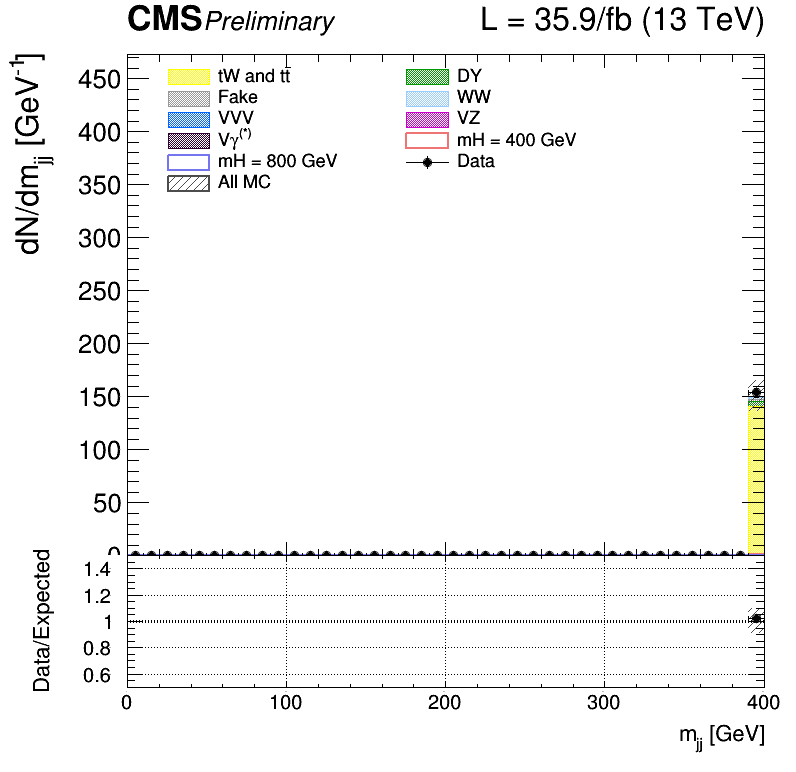 CMS Preliminary L = 35.9/fb (13 TeV)
dN/dm_jj [GeV^-1]
450
400
350
300
250
200
150
100
50
0
tW and tt̄
Fake
VVV
Vγ(*)
mH = 800 GeV
All MC
DY
WW
VZ
mH = 400 GeV
Data
Data/Expected
1.4
1.2
1
0.8
0.6
0 100 200 300 400
m_jj [GeV]